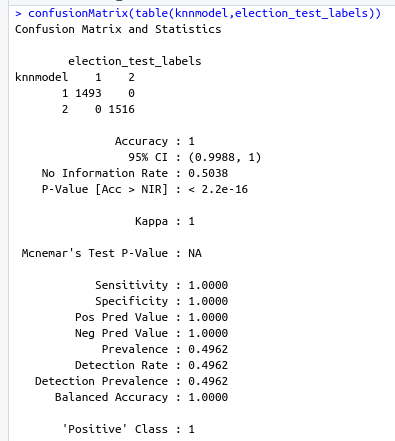 > confusionMatrix(table(knnmodel,election_test_labels))
Confusion Matrix and Statistics
election_test_labels
knnmodel 1 2
1 1493 0
2 0 1516
Accuracy : 1
95% CI : (0.9988, 1)
No Information Rate : 0.5038
P-Value [Acc > NIR] : < 2.2e-16
Kappa : 1
Mcnemar's Test P-Value : NA
Sensitivity : 1.0000
Specificity : 1.0000
Pos Pred Value : 1.0000
Neg Pred Value : 1.0000
Prevalence : 0.4962
Detection Rate : 0.4962
Detection Prevalence : 0.4962
Balanced Accuracy : 1.0000
'Positive' Class : 1